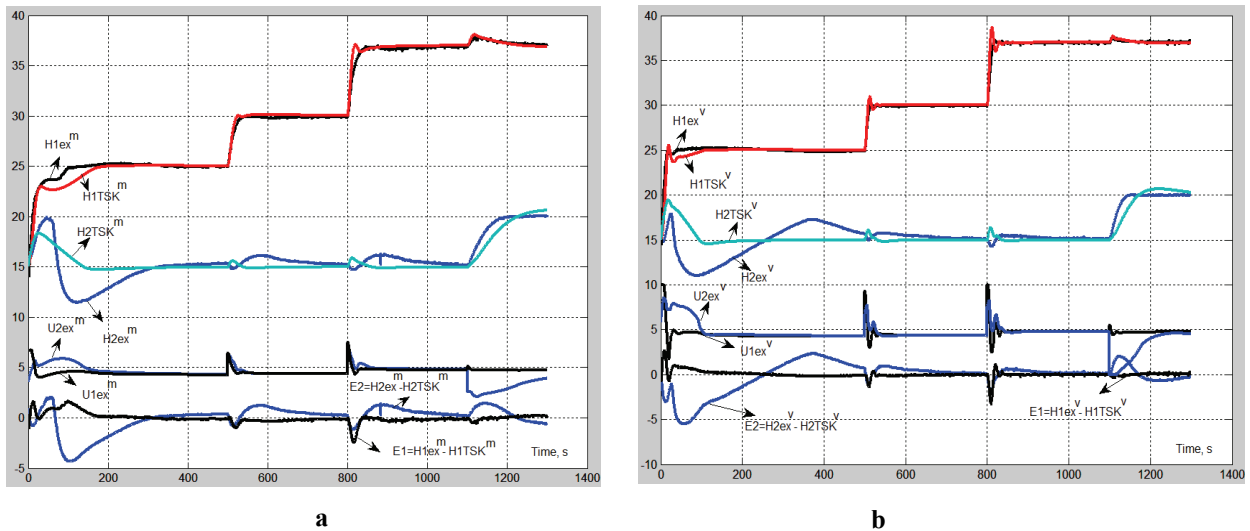 40
35
30
25
20
15
10
5
0
-5
0
200
400
600
800
1000
1200
1400
H1ex^m
H1TSK^m
H2TSK^m
U2ex^m
H2ex^m
U1ex^m
E2=H2ex^m-H2TSK^m
E1=H1ex^m-H1TSK^m
Time, s
a
40
35
30
25
20
15
10
5
0
-5
-10
0
200
400
600
800
1000
1200
1400
H1ex^v
H1TSK^v
H2TSK^v
H2ex^v
U2ex^v
U1ex^v
E1=H1ex^v-H1TSK^v
E2=H2ex^v-H2TSK^v
Time, s
b